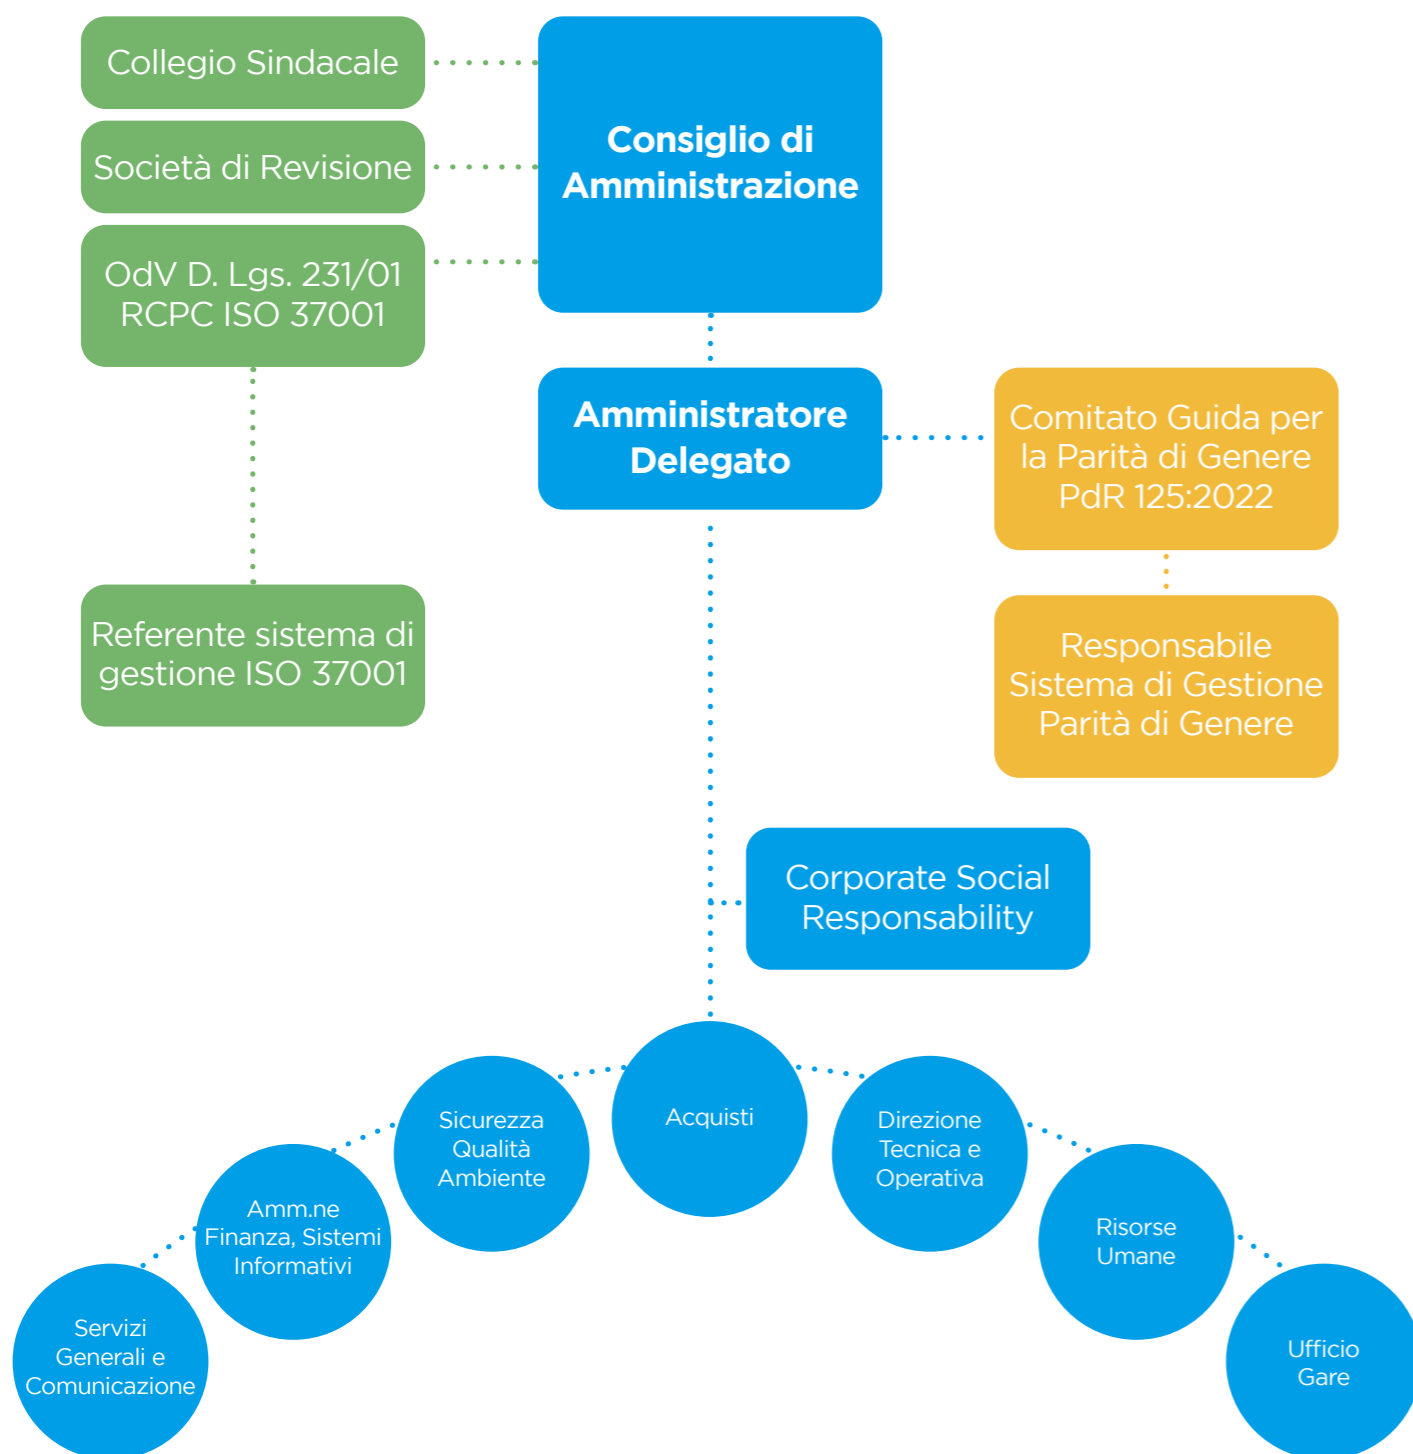 Collegio Sindacale
Società di Revisione
OdV D. Lgs. 231/01
RCPC ISO 37001
Consiglio di
Amministrazione
Amministratore
Delegato
Comitato Guida per
la Parità di Genere
PdR 125:2022
Referente sistema di
gestione ISO 37001
Responsabile
Sistema di Gestione
Parità di Genere
Corporate Social
Responsability
Servizi
Generali e
Comunicazione
Amm.ne
Finanza, Sistemi
Informativi
Sicurezza
Qualità
Ambiente
Acquisti
Direzione
Tecnica e
Operativa
Risorse
Umane
Ufficio
Gare